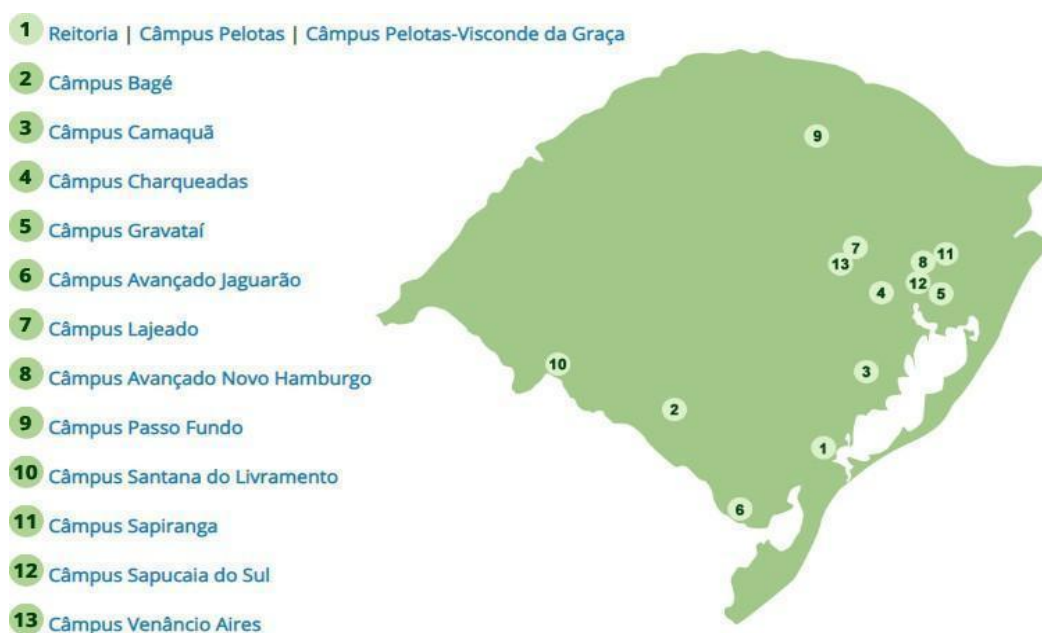 1 Reitoria | Câmpus Pelotas | Câmpus Pelotas-Visconde da Graça
2 Câmpus Bagé
3 Câmpus Camaquã
4 Câmpus Charqueadas
5 Câmpus Gravataí
6 Câmpus Avançado Jaguarão
7 Câmpus Lajeado
8 Câmpus Avançado Novo Hamburgo
9 Câmpus Passo Fundo
10 Câmpus Santana do Livramento
11 Câmpus Sapiranga
12 Câmpus Sapucaia do Sul
13 Câmpus Venâncio Aires
9
7
11
8
13
12
4
5
10
3
2
1
6